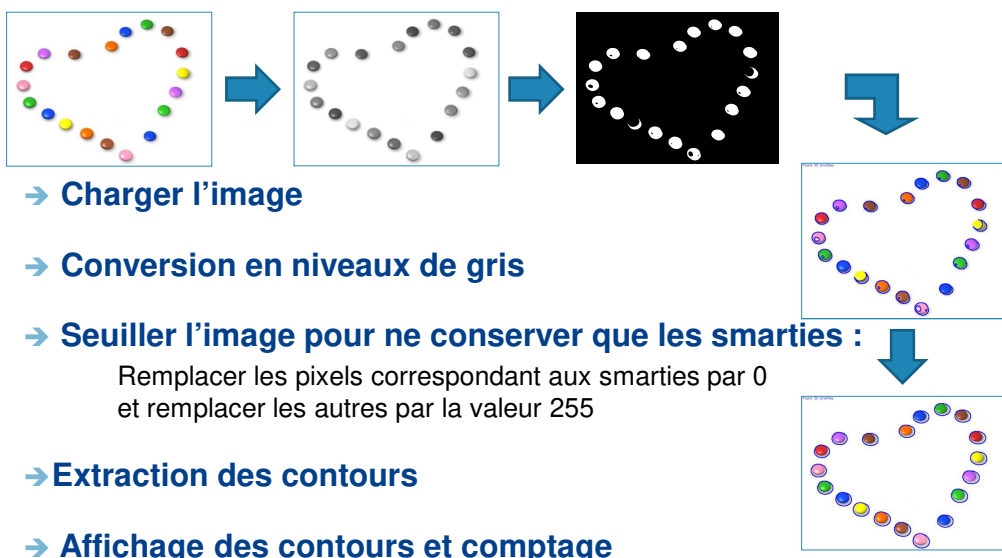 → Charger l’image
→ Conversion en niveaux de gris
→ Seuiller l’image pour ne conserver que les smarties :
Remplacer les pixels correspondant aux smarties par 0
et remplacer les autres par la valeur 255
→ Extraction des contours
→ Affichage des contours et comptage